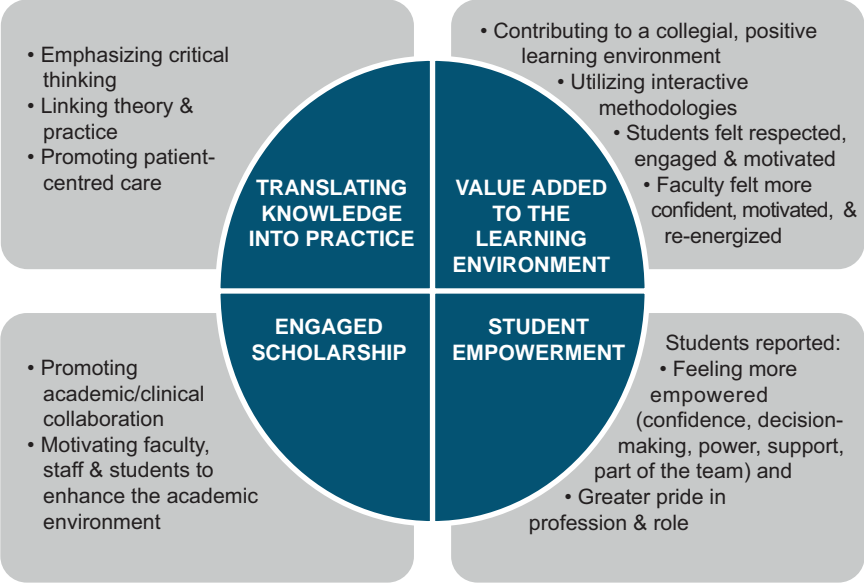 • Emphasizing critical
thinking
• Linking theory &
practice
• Promoting patient-
centred care
TRANSLATING
KNOWLEDGE
INTO PRACTICE
• Contributing to a collegial, positive
learning environment
• Utilizing interactive
methodologies
• Students felt respected,
engaged & motivated
• Faculty felt more
confident, motivated, &
re-energized
VALUE ADDED
TO THE
LEARNING
ENVIRONMENT
ENGAGED
SCHOLARSHIP
• Promoting
academic/clinical
collaboration
• Motivating faculty,
staff & students to
enhance the academic
environment
STUDENT
EMPOWERMENT
Students reported:
• Feeling more
empowered
(confidence, decision-
making, power, support,
part of the team) and
• Greater pride in
profession & role